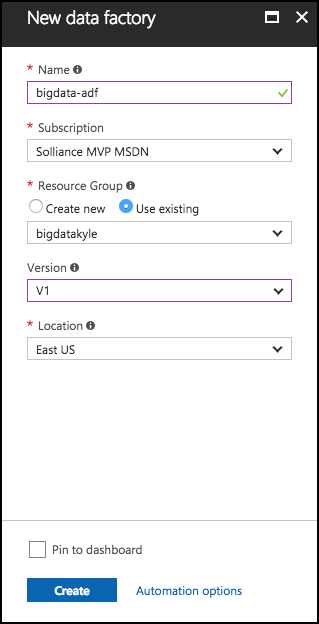 New data factory
* Name
bigdata-adf
* Subscription
Solliance MVP MSDN
* Resource Group
Create new Use existing
bigdatakyle
Version
V1
* Location
East US
Pin to dashboard
Create Automation options